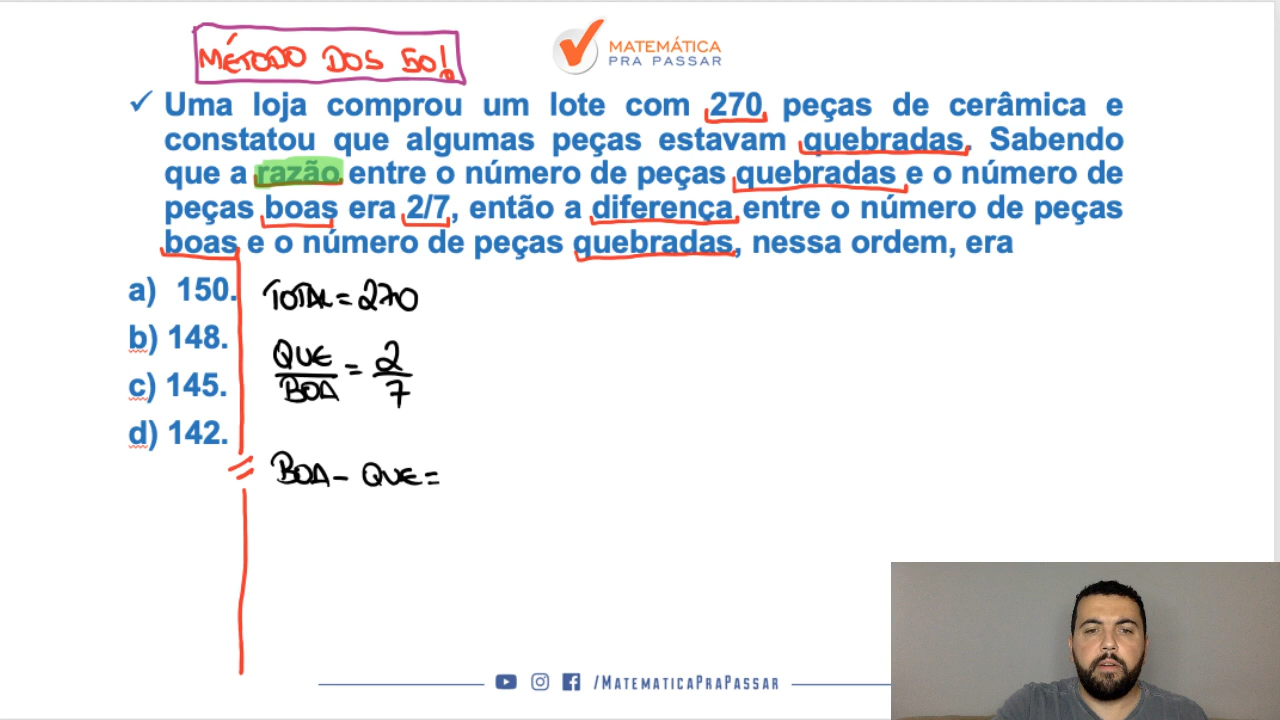 MÉTODO DOS 50!
MATEMÁTICA
PRA PASSAR
✓ Uma loja comprou um lote com 270 peças de cerâmica e
constatou que algumas peças estavam quebradas. Sabendo
que a razão entre o número de peças quebradas e o número de
peças boas era 2/7, então a diferença entre o número de peças
boas e o número de peças quebradas, nessa ordem, era
a) 150.
b) 148.
c) 145.
d) 142.
TOTAL = 270
QUE/BOA = 2/7
BOA - QUE =
/MATEMATICAPRAPASSAR